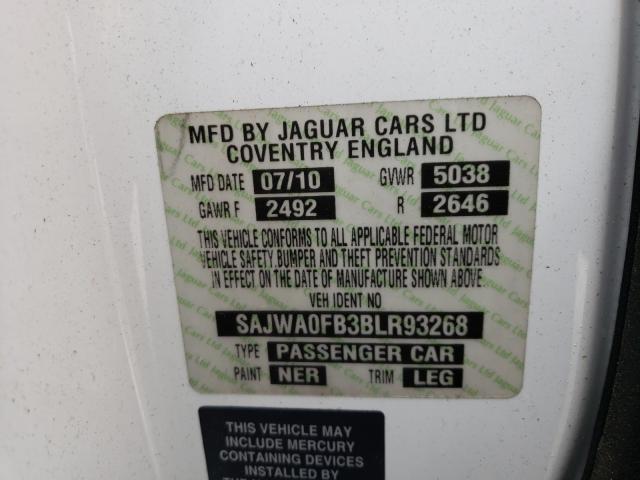 MFD BY JAGUAR CARS LTD
COVENTRY ENGLAND
MFD DATE 07/10 GVWR 5038
GAWR F 2492 R 2646
THIS VEHICLE CONFORMS TO ALL APPLICABLE FEDERAL MOTOR
VEHICLE SAFETY BUMPER AND THEFT PREVENTION STANDARDS
IN EFFECT ON THE DATE OF MANUFACTURE SHOWN ABOVE
VEH IDENT NO
SAJWA0FB3BLR93268
TYPE PASSENGER CAR
PAINT NER TRIM LEG
THIS VEHICLE MAY
INCLUDE MERCURY
CONTAINING DEVICES
INSTALLED BY